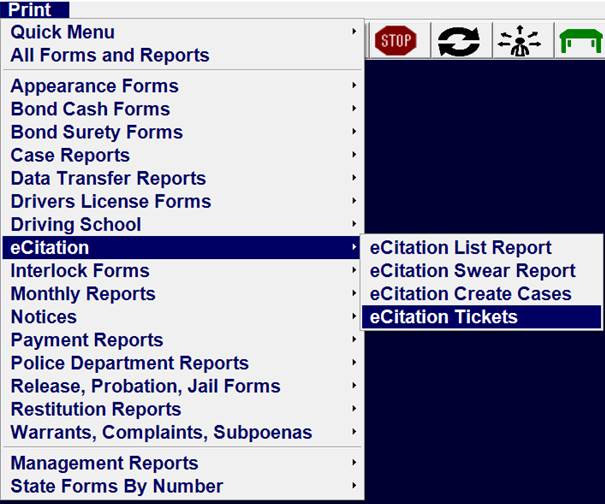 Print
Quick Menu
All Forms and Reports
STOP
Appearance Forms
Bond Cash Forms
Bond Surety Forms
Case Reports
Data Transfer Reports
Drivers License Forms
Driving School
eCitation
Interlock Forms
Monthly Reports
Notices
Payment Reports
Police Department Reports
Release, Probation, Jail Forms
Restitution Reports
Warrants, Complaints, Subpoenas
Management Reports
State Forms By Number
eCitation List Report
eCitation Swear Report
eCitation Create Cases
eCitation Tickets